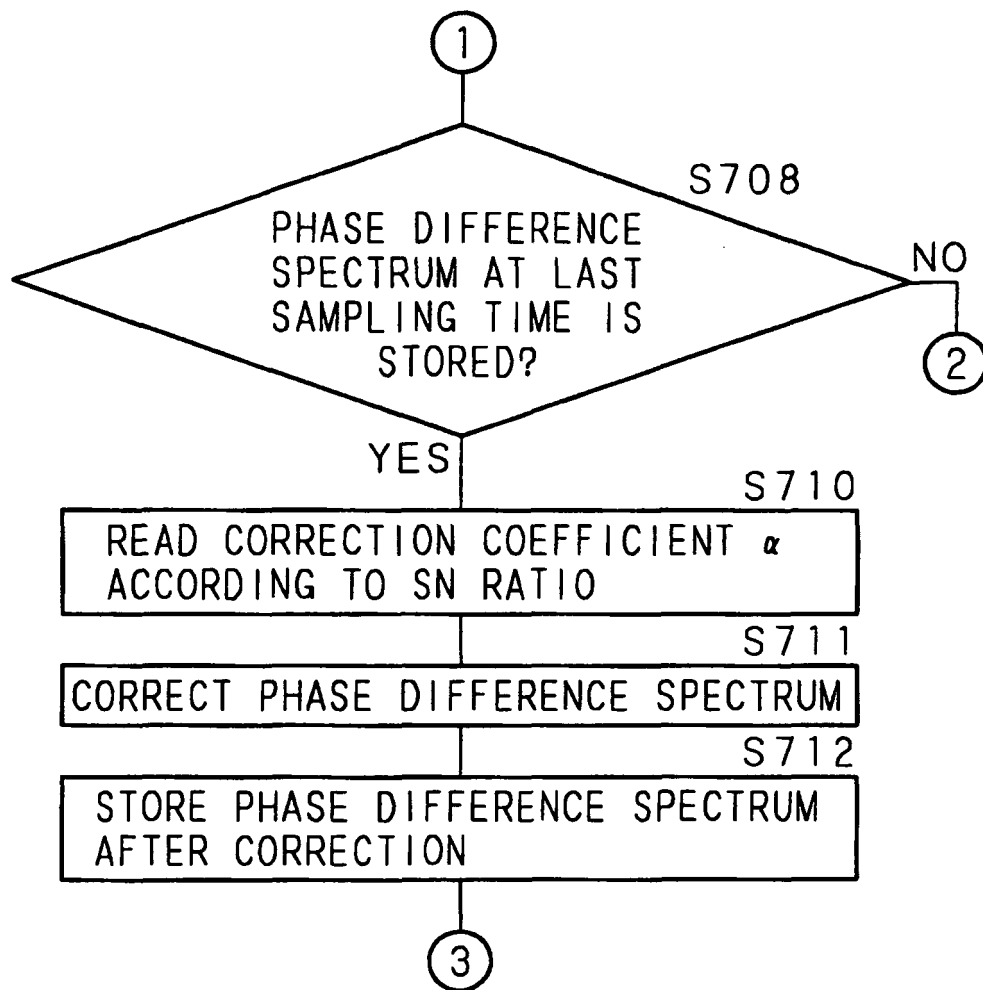 1
S708
PHASE DIFFERENCE
SPECTRUM AT LAST
SAMPLING TIME IS
STORED?
NO
2
YES
S710
READ CORRECTION COEFFICIENT α
ACCORDING TO SN RATIO
S711
CORRECT PHASE DIFFERENCE SPECTRUM
S712
STORE PHASE DIFFERENCE SPECTRUM
AFTER CORRECTION
3